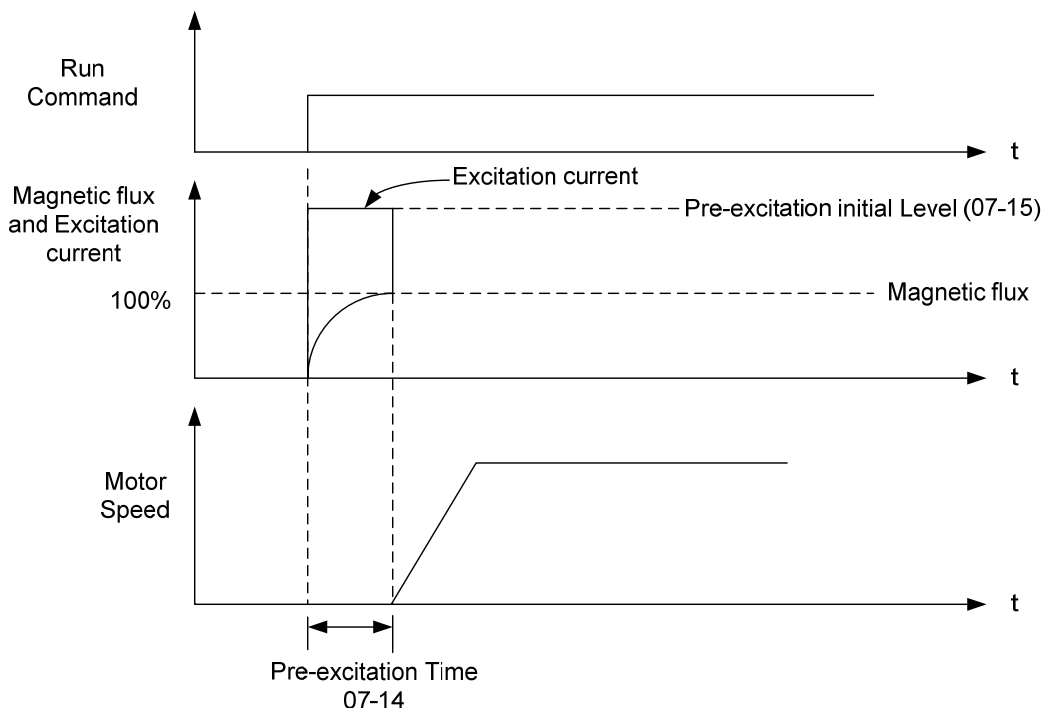 Run
Command
t
Excitation current
Magnetic flux
and Excitation
current
Pre-excitation initial Level (07-15)
100%
Magnetic flux
t
Motor
Speed
t
Pre-excitation Time
07-14